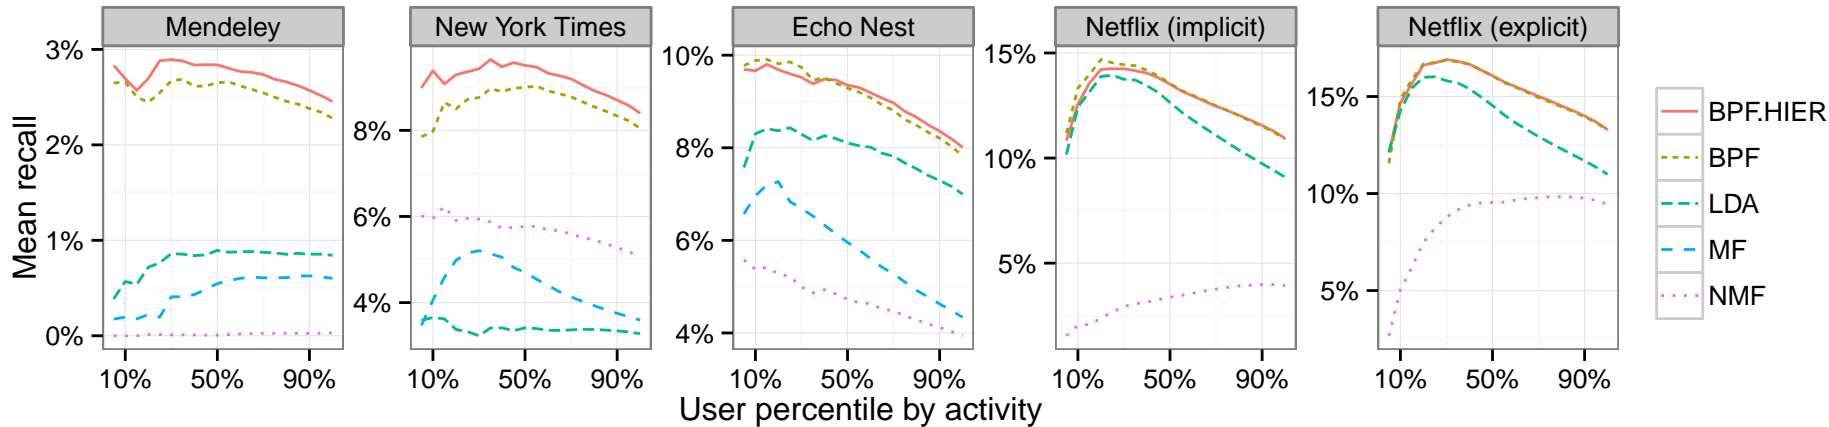 Mendeley
New York Times
Echo Nest
Netflix (implicit)
Netflix (explicit)
Mean recall
3%
2%
1%
0%
8%
6%
4%
10%
8%
6%
4%
15%
10%
5%
15%
10%
5%
10% 50% 90%
10% 50% 90%
10% 50% 90%
10% 50% 90%
10% 50% 90%
User percentile by activity
BPF.HIER
BPF
LDA
MF
NMF